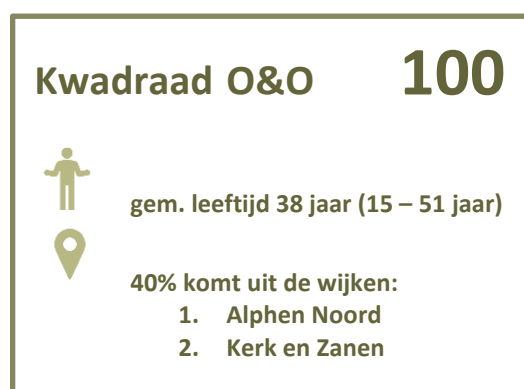 Kwadraad O&O 100
gem. leeftijd 38 jaar (15 – 51 jaar)
40% komt uit de wijken:
1. Alphen Noord
2. Kerk en Zanen